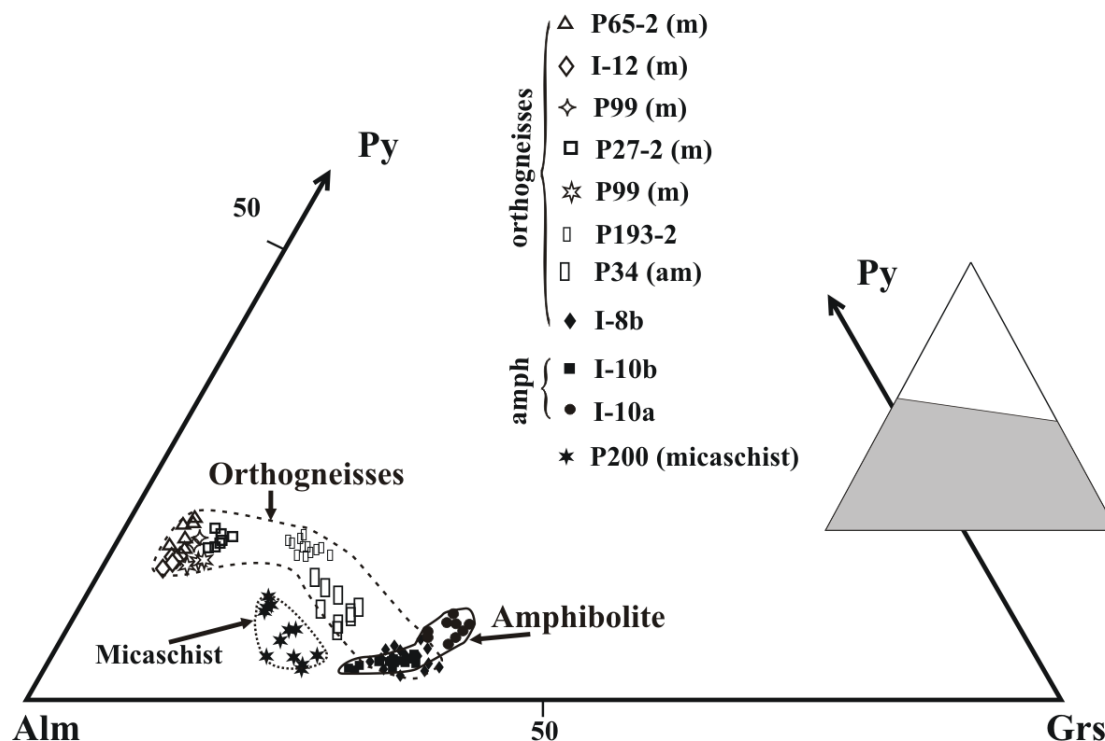 P65-2 (m)
I-12 (m)
P99 (m)
P27-2 (m)
P99 (m)
P193-2
P34 (am)
I-8b
orthogneisses
I-10b
I-10a
amph
P200 (micaschist)
Py
50
Py
Orthogneisses
Amphibolite
Micaschist
Alm
50
Grs